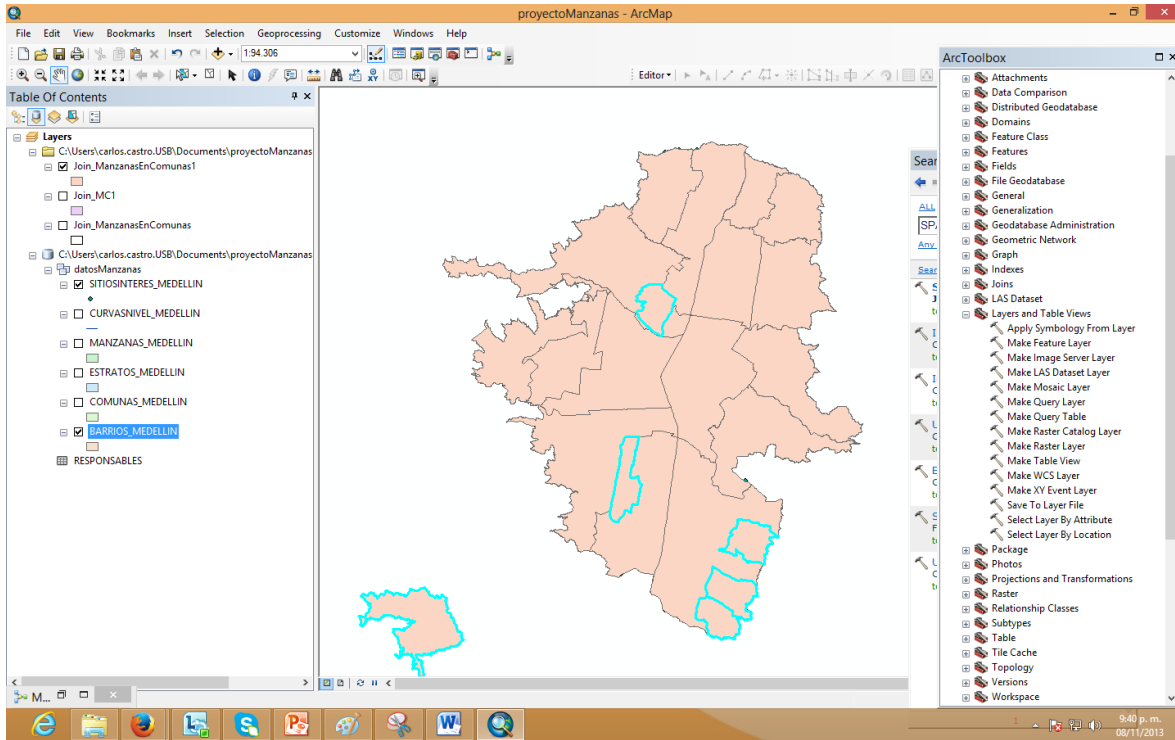 proyectoManzanas - ArcMap
File Edit View Bookmarks Insert Selection Geoprocessing Customize Windows Help
1:94.306
Editor
Table Of Contents
Layers
C:\Users\carlos.castro.USB\Documents\proyectoManzanas
Join_ManzanasEnComunas1
Join_MC1
Join_ManzanasEnComunas
C:\Users\carlos.castro.USB\Documents\proyectoManzanas
datosManzanas
SITIOSINTERES_MEDELLIN
CURVASNIVEL_MEDELLIN
MANZANAS_MEDELLIN
ESTRATOS_MEDELLIN
COMUNAS_MEDELLIN
BARRIOS_MEDELLIN
RESPONSABLES
M...
Sear
ALL
SPA
Any
Sear
S
J
t
I
C
t
I
C
t
U
C
t
E
C
t
S
F
t
U
C
t
ArcToolbox
Attachments
Data Comparison
Distributed Geodatabase
Domains
Feature Class
Features
Fields
File Geodatabase
General
Generalization
Geodatabase Administration
Geometric Network
Graph
Indexes
Joins
LAS Dataset
Layers and Table Views
Apply Symbology From Layer
Make Feature Layer
Make Image Server Layer
Make LAS Dataset Layer
Make Mosaic Layer
Make Query Layer
Make Query Table
Make Raster Catalog Layer
Make Raster Layer
Make Table View
Make WCS Layer
Make XY Event Layer
Save To Layer File
Select Layer By Attribute
Select Layer By Location
Package
Photos
Projections and Transformations
Raster
Relationship Classes
Subtypes
Table
Tile Cache
Topology
Versions
Workspace
9:40 p. m.
08/11/2013